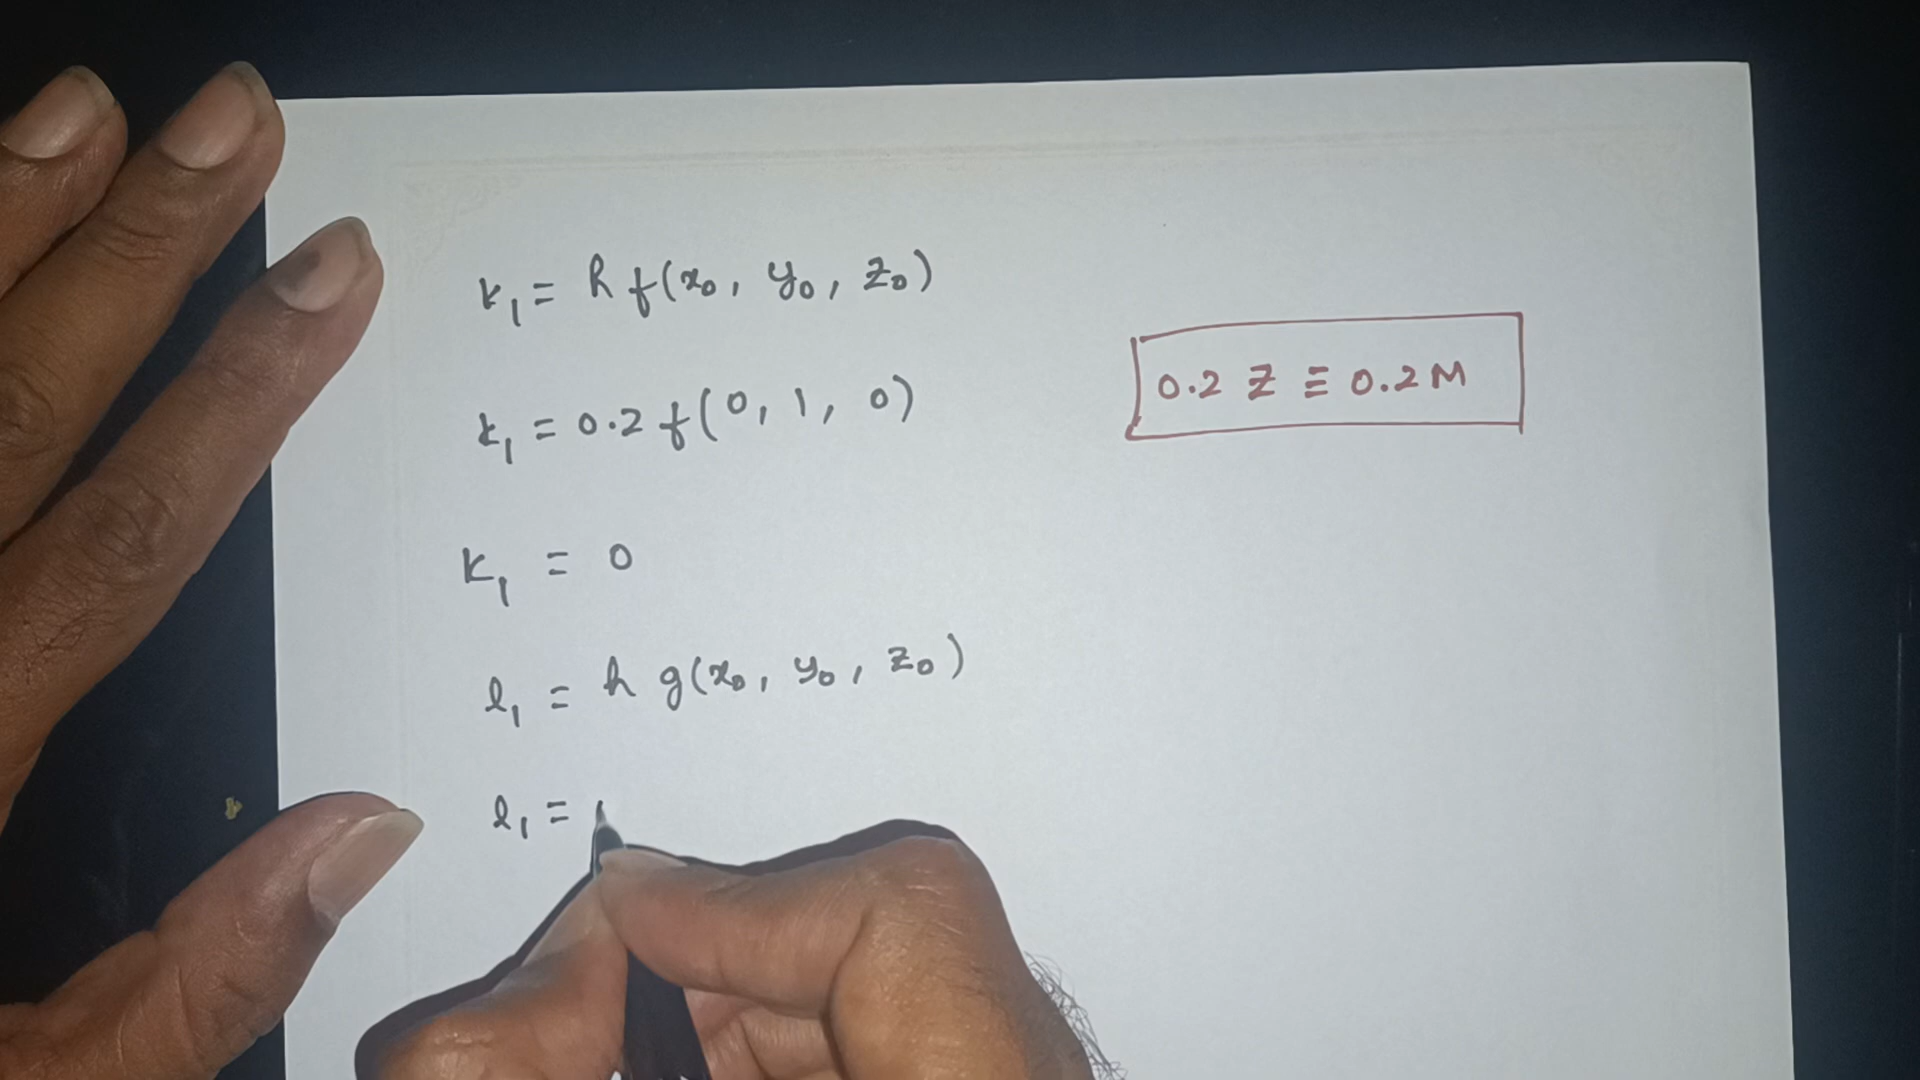 k₁ = h f(x₀, y₀, z₀)
k₁ = 0.2 f(0, 1, 0)
k₁ = 0
l₁ = h g(x₀, y₀, z₀)
l₁ =
0.2 Z ≡ 0.2 M